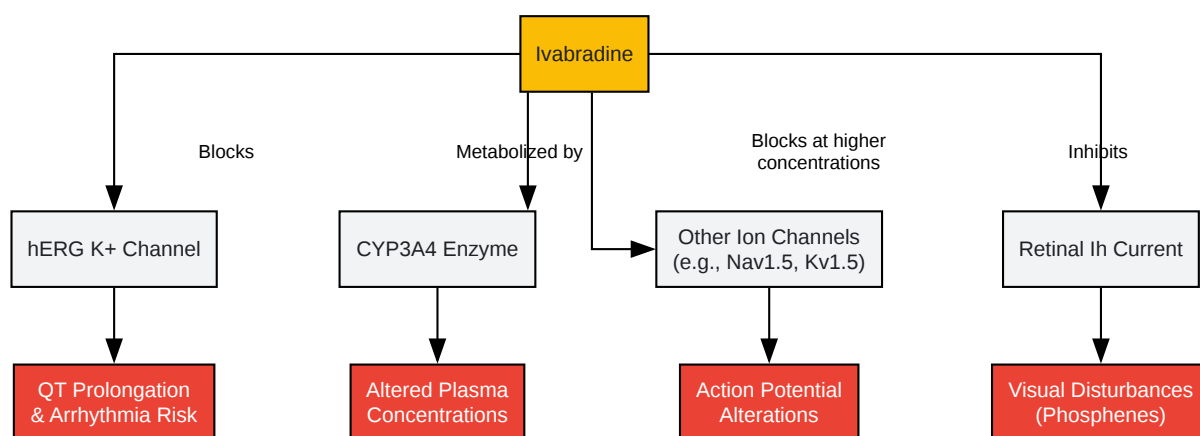 Ivabradine
Blocks
Metabolized by
Blocks at higher
concentrations
Inhibits
hERG K+ Channel
CYP3A4 Enzyme
Other Ion Channels
(e.g., Nav1.5, Kv1.5)
Retinal Ih Current
QT Prolongation
& Arrhythmia Risk
Altered Plasma
Concentrations
Action Potential
Alterations
Visual Disturbances
(Phosphenes)